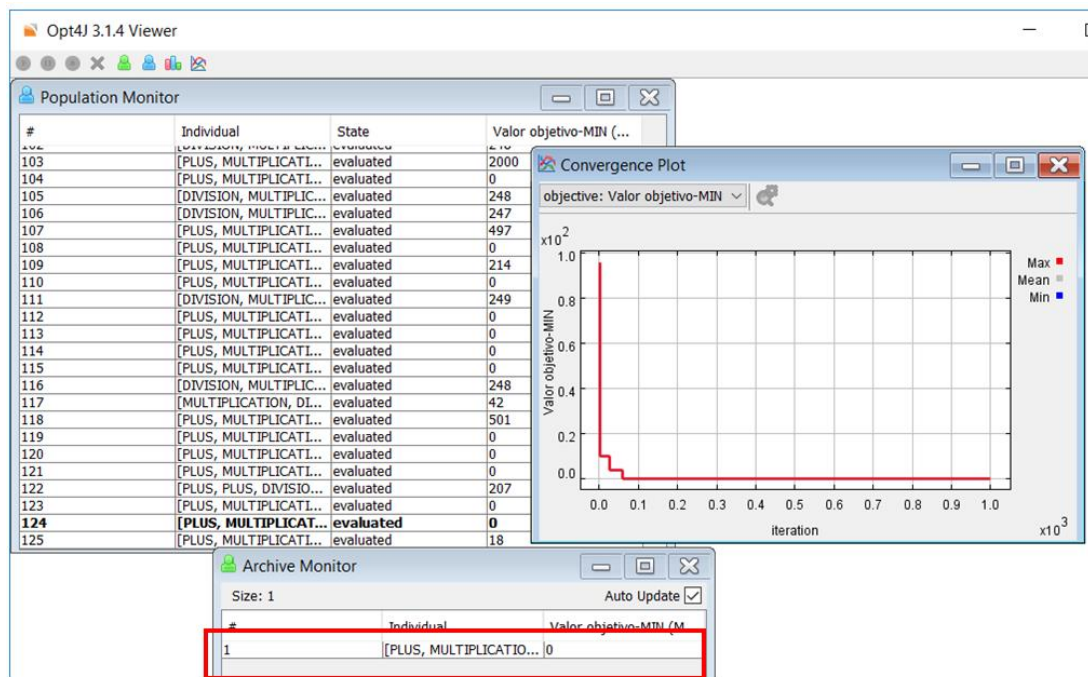 Opt4J 3.1.4 Viewer
Population Monitor
# Individual State Valor objetivo-MIN (...
103 [PLUS, MULTIPLICATI... evaluated 2000
104 [PLUS, MULTIPLICATI... evaluated 0
105 [DIVISION, MULTIPLIC... evaluated 248
106 [DIVISION, MULTIPLIC... evaluated 247
107 [PLUS, MULTIPLICATI... evaluated 497
108 [PLUS, MULTIPLICATI... evaluated 0
109 [PLUS, MULTIPLICATI... evaluated 214
110 [PLUS, MULTIPLICATI... evaluated 0
111 [DIVISION, MULTIPLIC... evaluated 249
112 [PLUS, MULTIPLICATI... evaluated 0
113 [PLUS, MULTIPLICATI... evaluated 0
114 [PLUS, MULTIPLICATI... evaluated 0
115 [PLUS, MULTIPLICATI... evaluated 0
116 [DIVISION, MULTIPLIC... evaluated 248
117 [MULTIPLICATION, DI... evaluated 42
118 [PLUS, MULTIPLICATI... evaluated 501
119 [PLUS, MULTIPLICATI... evaluated 0
120 [PLUS, MULTIPLICATI... evaluated 0
121 [PLUS, MULTIPLICATI... evaluated 0
122 [PLUS, PLUS, DIVISIO... evaluated 207
123 [PLUS, MULTIPLICATI... evaluated 0
124 [PLUS, MULTIPLICAT... evaluated 0
125 [PLUS, MULTIPLICATI... evaluated 18
Convergence Plot
objective: Valor objetivo-MIN
x10^2
1.0
0.8
0.6
0.4
0.2
0.0
Valor objetivo-MIN
Max
Mean
Min
0.0 0.1 0.2 0.3 0.4 0.5 0.6 0.7 0.8 0.9 1.0
iteration
x10^3
Archive Monitor
Size: 1 Auto Update
# Individual Valor objetivo-MIN (M...
1 [PLUS, MULTIPLICATIO... 0